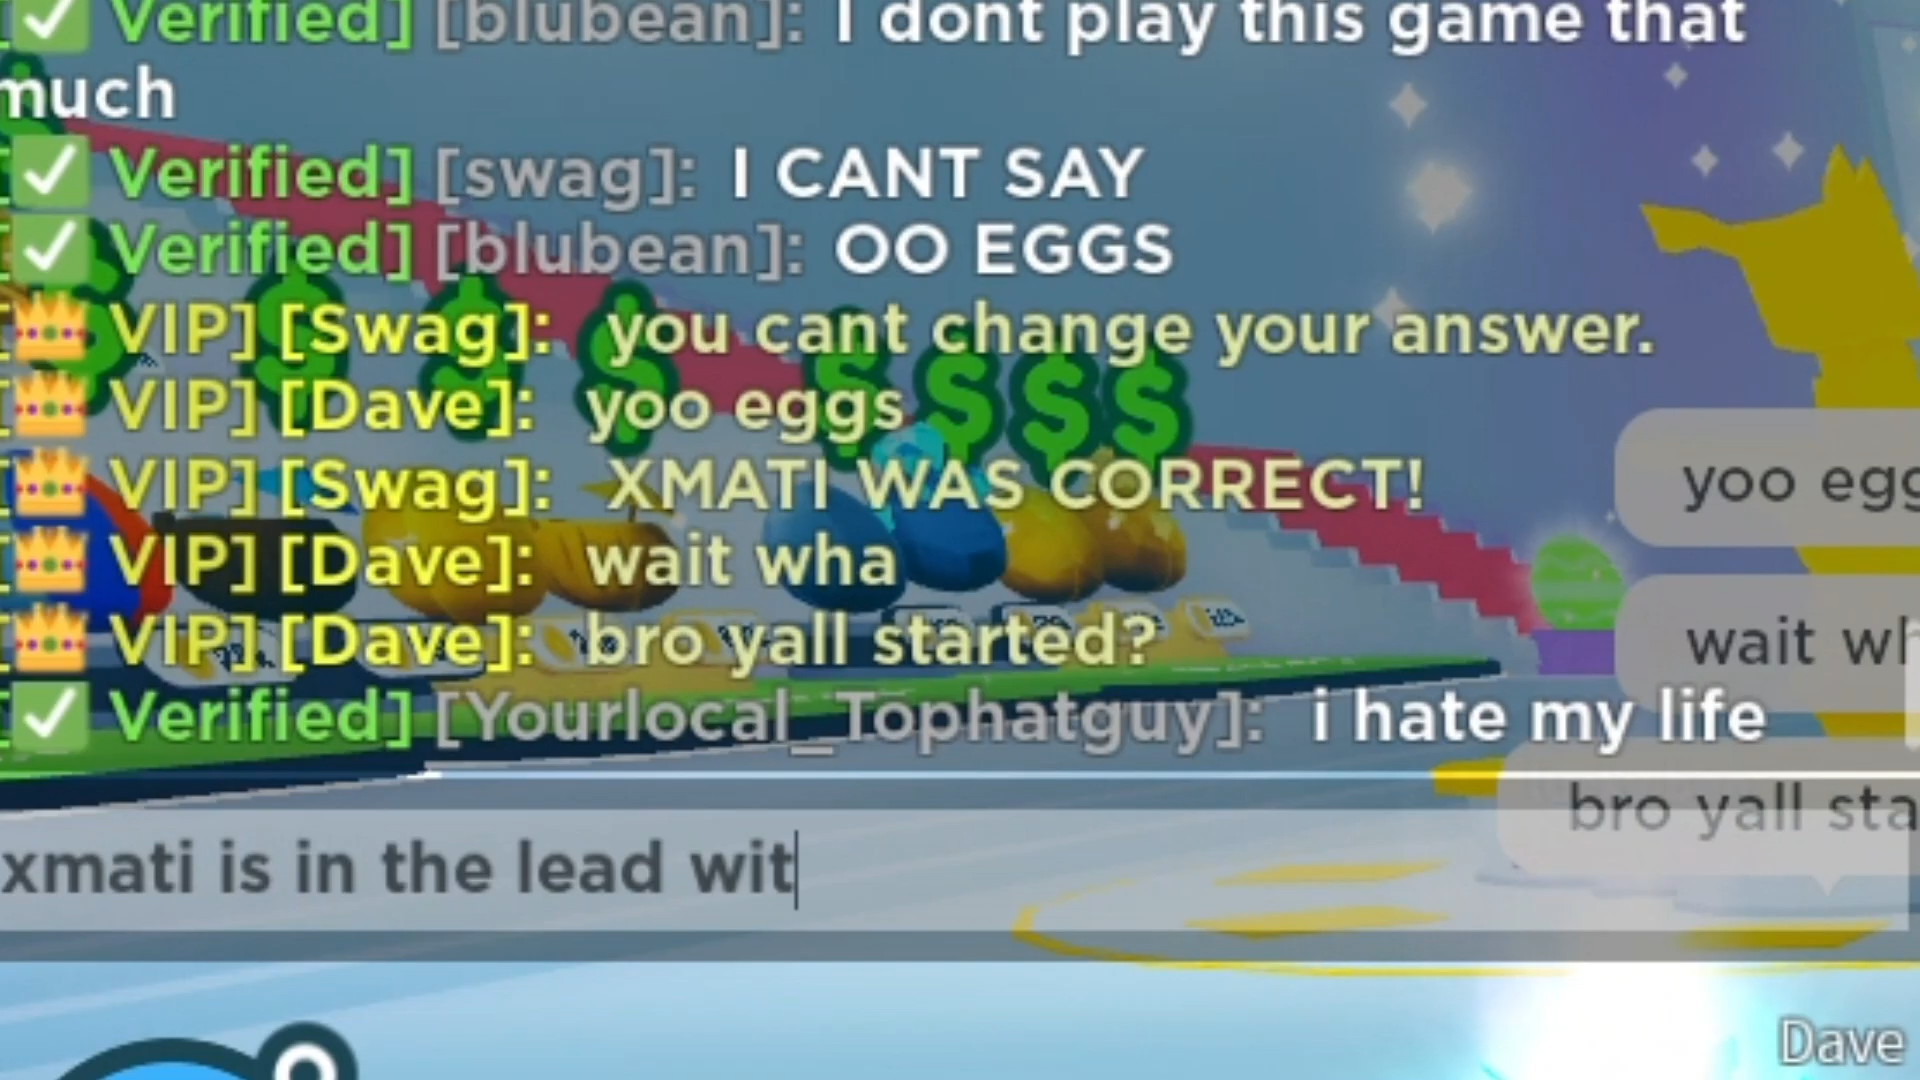 [✅ Verified] [blubean]: I dont play this game that
much
[✅ Verified] [swag]: I CANT SAY
[✅ Verified] [blubean]: OO EGGS
[👑 VIP] [Swag]: you cant change your answer.
[👑 VIP] [Dave]: yoo eggs
[👑 VIP] [Swag]: XMATI WAS CORRECT!
[👑 VIP] [Dave]: wait wha
[👑 VIP] [Dave]: bro yall started?
[✅ Verified] [Yourlocal_Tophatguy]: i hate my life
xmati is in the lead wit
yoo egg
wait wh
bro yall sta
Dave